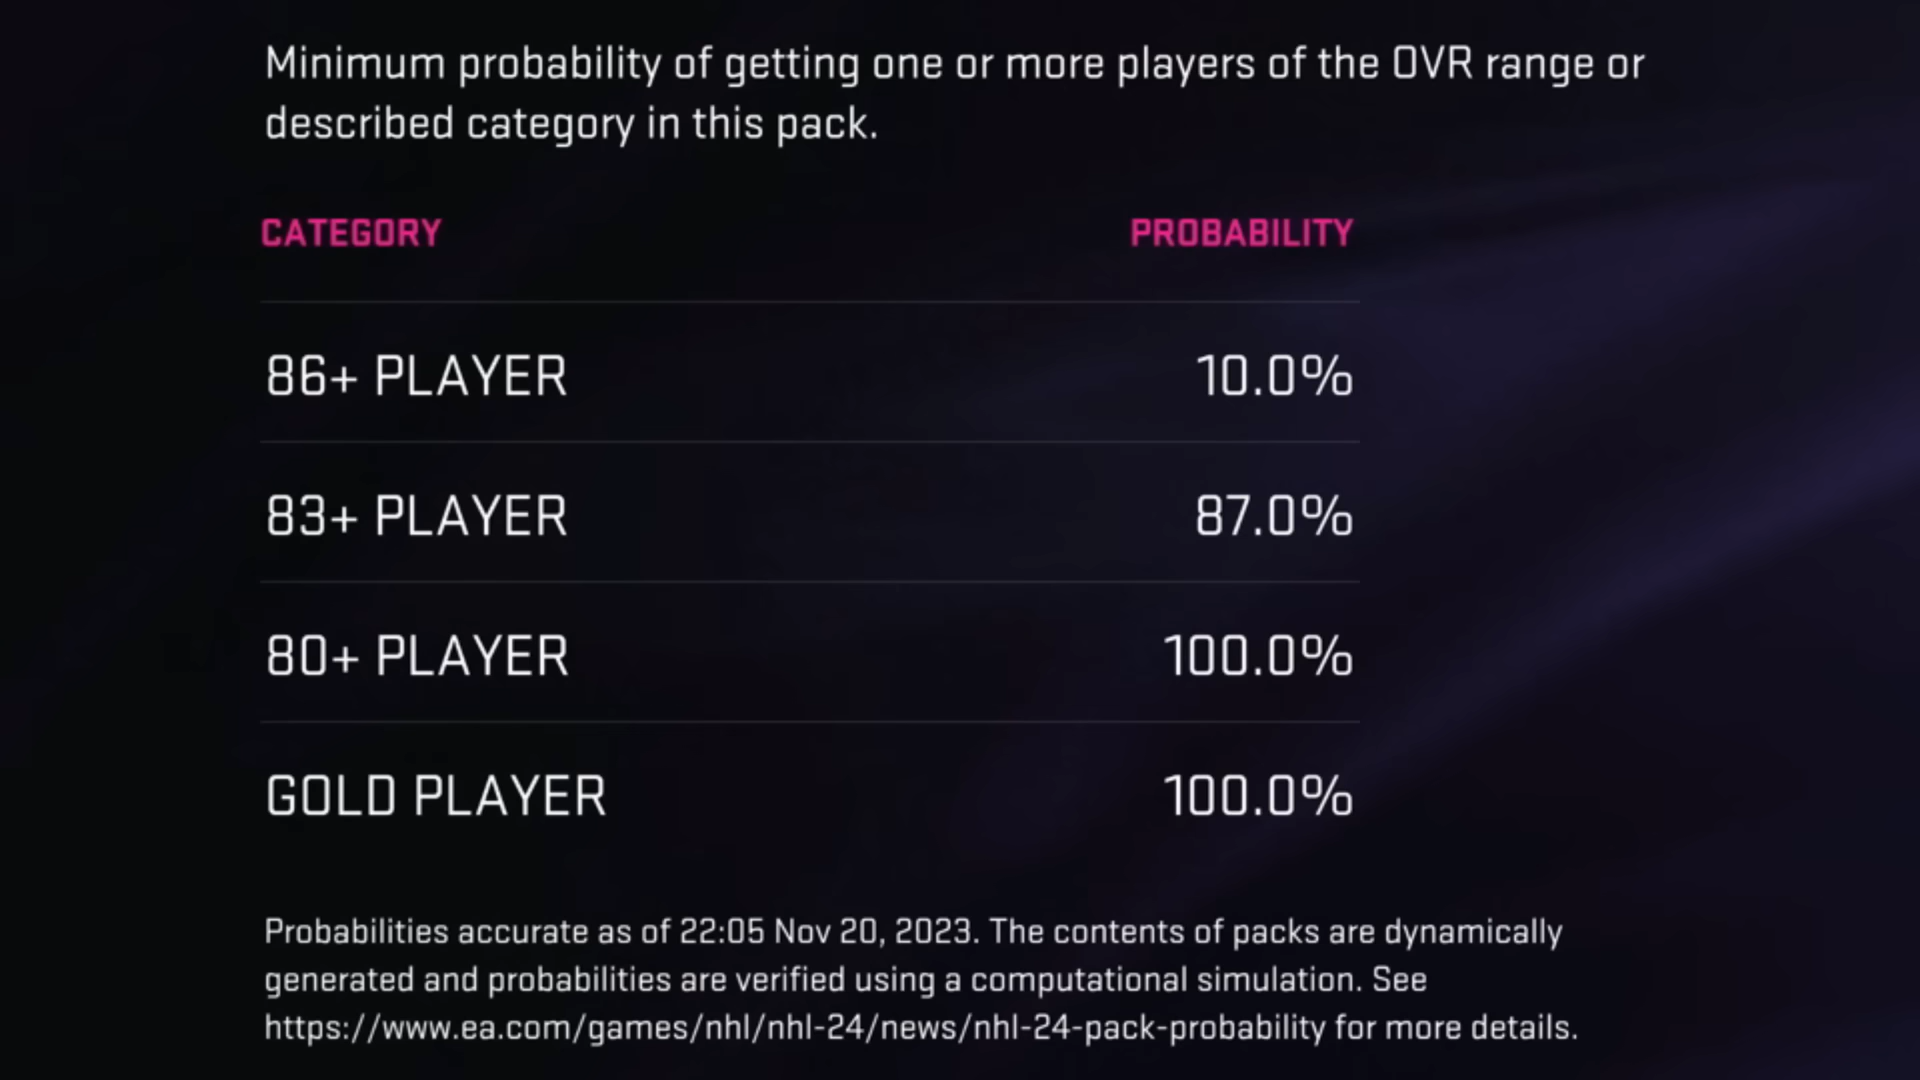 Minimum probability of getting one or more players of the OVR range or
described category in this pack.
CATEGORY PROBABILITY
86+ PLAYER 10.0%
83+ PLAYER 87.0%
80+ PLAYER 100.0%
GOLD PLAYER 100.0%
Probabilities accurate as of 22:05 Nov 20, 2023. The contents of packs are dynamically
generated and probabilities are verified using a computational simulation. See
https://www.ea.com/games/nhl/nhl-24/news/nhl-24-pack-probability for more details.